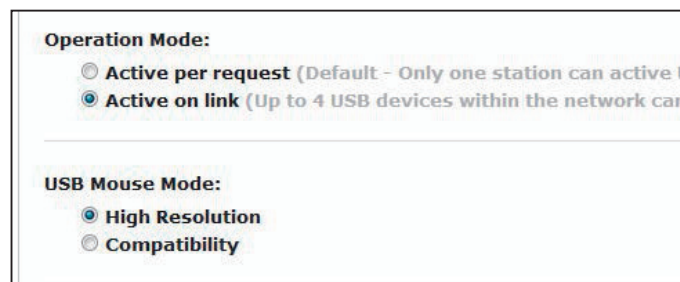 Operation Mode:
Active per request (Default - Only one station can active
Active on link (Up to 4 USB devices within the network
USB Mouse Mode:
High Resolution
Compatibility